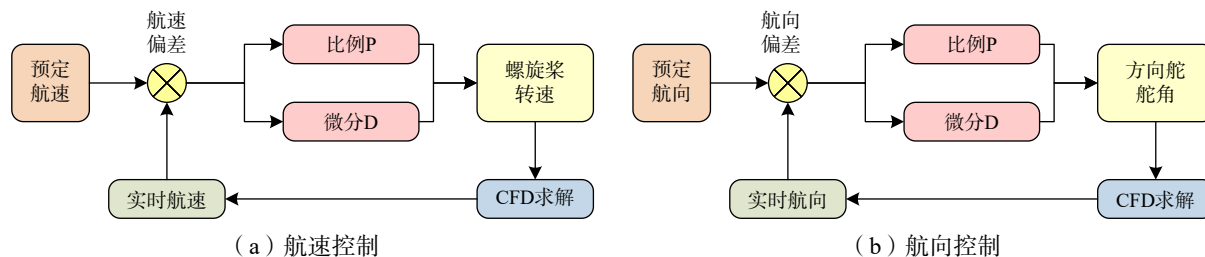 航速
偏差
预定
航速
比例P
微分D
螺旋桨
转速
实时航速
CFD求解
（a）航速控制
航向
偏差
预定
航向
比例P
微分D
方向舵
舵角
实时航向
CFD求解
（b）航向控制